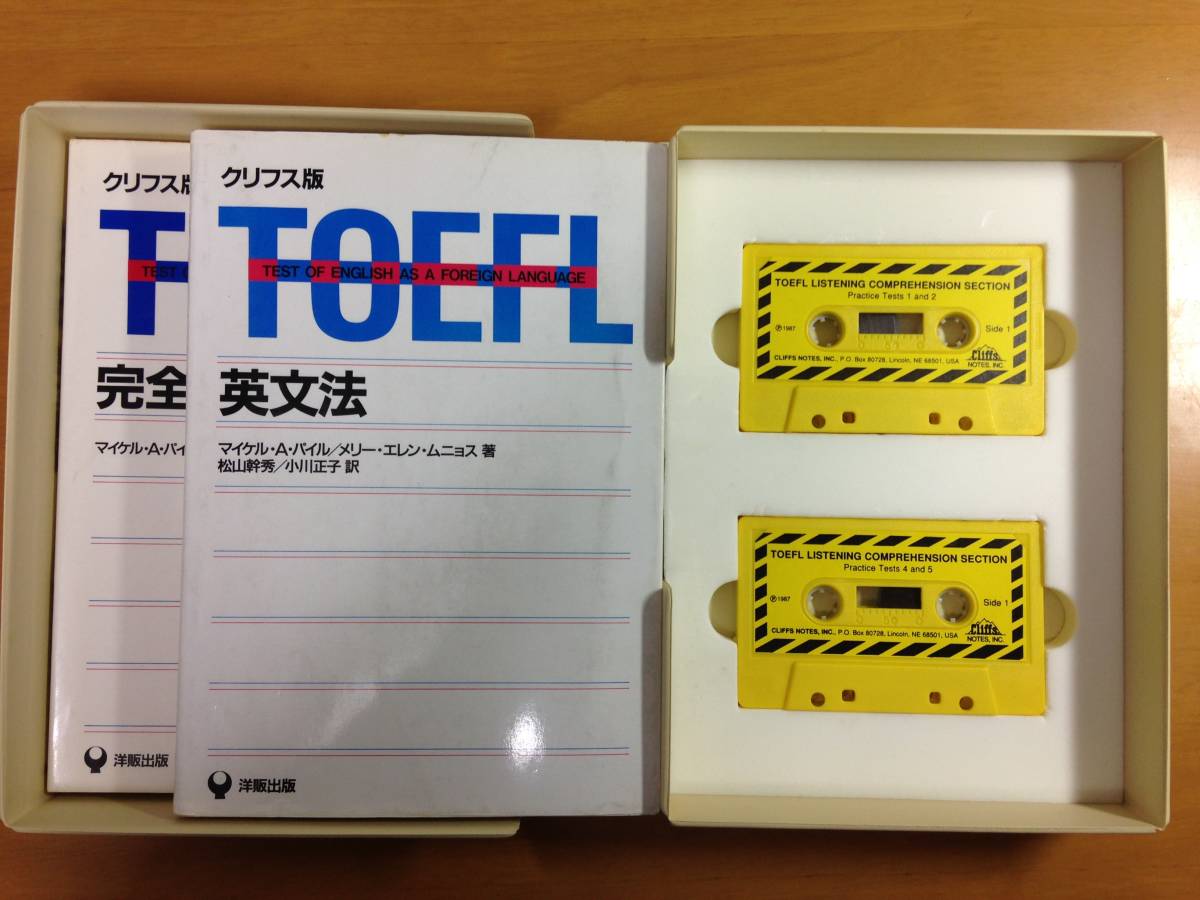 クリフス版
T
TEST O
完全
マイケル・A・パイ
洋販出版
クリフス版
TOEFL
TEST OF ENGLISH AS A FOREIGN LANGUAGE
英文法
マイケル・A・パイル/メリー・エレン・ムニョス 著
松山幹秀/小川正子 訳
洋販出版
TOEFL LISTENING COMPREHENSION SECTION
Practice Tests 1 and 2
℗1987
Side 1
CLIFFS NOTES, INC., P.O. Box 80728, Lincoln, NE 68501, USA
Cliffs
NOTES, INC.
TOEFL LISTENING COMPREHENSION SECTION
Practice Tests 4 and 5
℗1987
Side 1
CLIFFS NOTES, INC., P.O. Box 80728, Lincoln, NE 68501, USA
Cliffs
NOTES, INC.